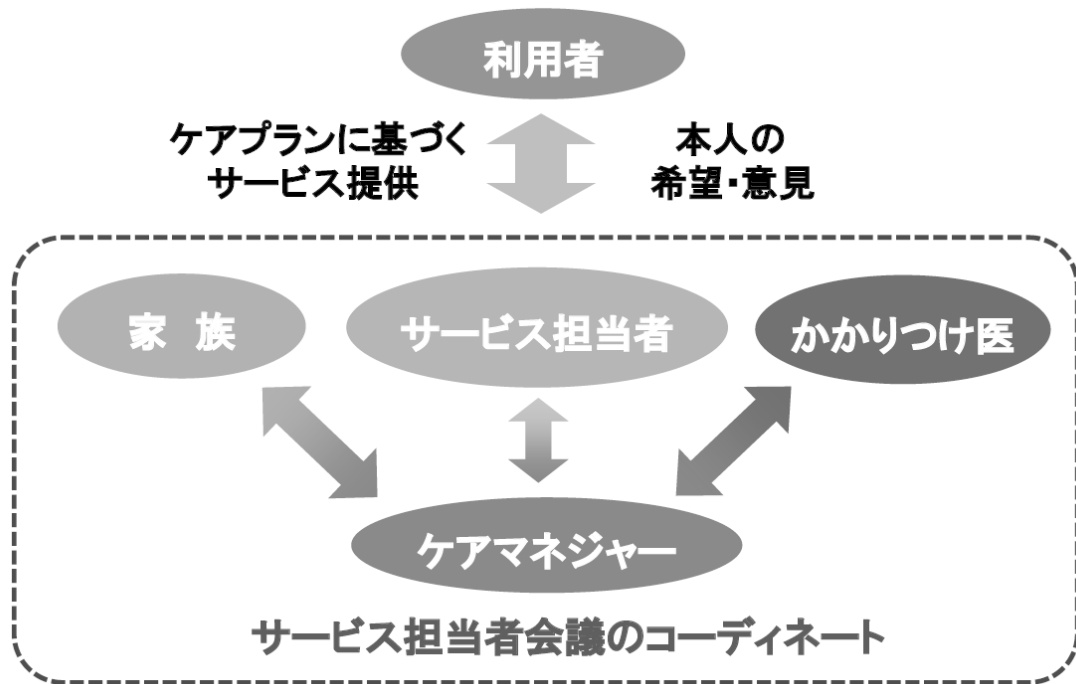 利用者
ケアプランに基づく
サービス提供
本人の
希望・意見
家　族
サービス担当者
かかりつけ医
ケアマネジャー
サービス担当者会議のコーディネート